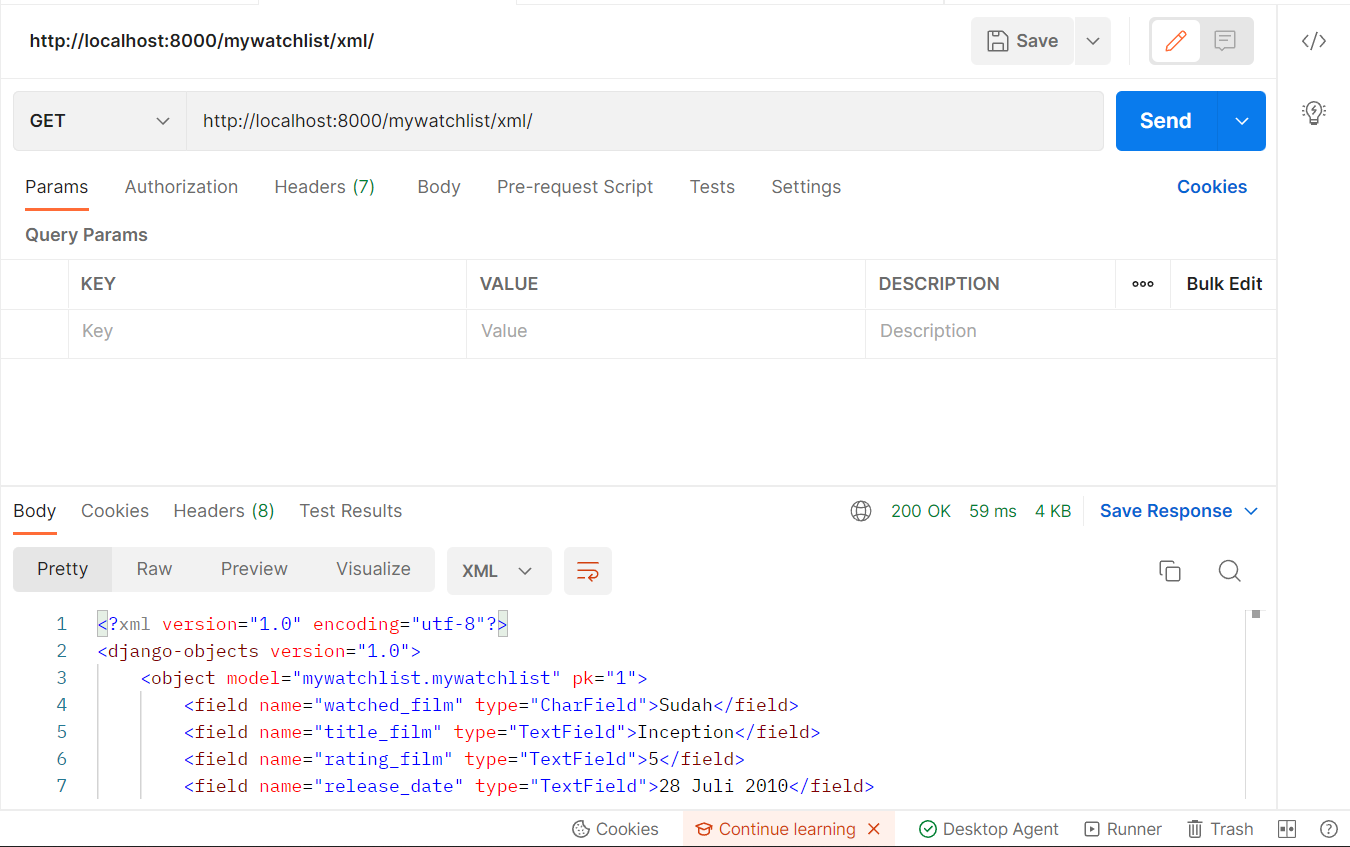 http://localhost:8000/mywatchlist/xml/
Save
GET
http://localhost:8000/mywatchlist/xml/
Send
Params Authorization Headers (7) Body Pre-request Script Tests Settings Cookies
Query Params
KEY VALUE DESCRIPTION Bulk Edit
Key Value Description
Body Cookies Headers (8) Test Results 200 OK 59 ms 4 KB Save Response
Pretty Raw Preview Visualize XML
1 <?xml version="1.0" encoding="utf-8"?>
2 <django-objects version="1.0">
3 <object model="mywatchlist.mywatchlist" pk="1">
4 <field name="watched_film" type="CharField">Sudah</field>
5 <field name="title_film" type="TextField">Inception</field>
6 <field name="rating_film" type="TextField">5</field>
7 <field name="release_date" type="TextField">28 Juli 2010</field>
Cookies Continue learning Desktop Agent Runner Trash